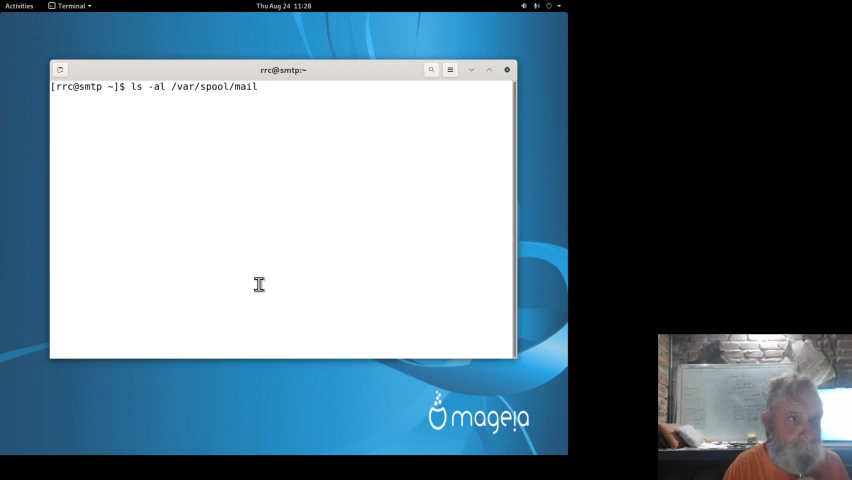 Activities
Terminal
Thu Aug 24 11:28
rrc@smtp:~
[rrc@smtp ~]$ ls -al /var/spool/mail
mageia